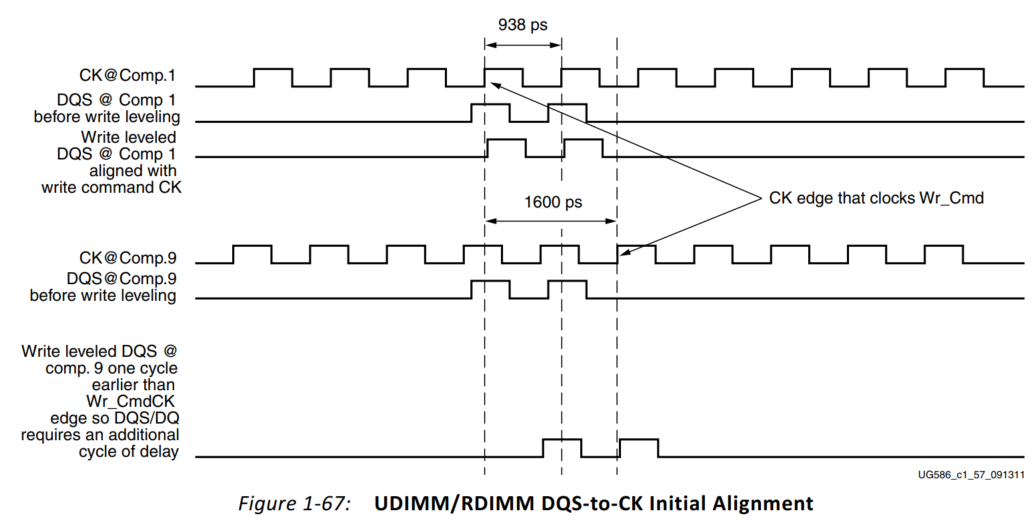 938 ps
CK@Comp.1
DQS @ Comp 1
before write leveling
Write leveled
DQS @ Comp 1
aligned with
write command CK
CK edge that clocks Wr_Cmd
1600 ps
CK@Comp.9
DQS@Comp.9
before write leveling
Write leveled DQS @
comp. 9 one cycle
earlier than
Wr_CmdCK
edge so DQS/DQ
requires an additional
cycle of delay
UG586_c1_57_091311
Figure 1-67: UDIMM/RDIMM DQS-to-CK Initial Alignment